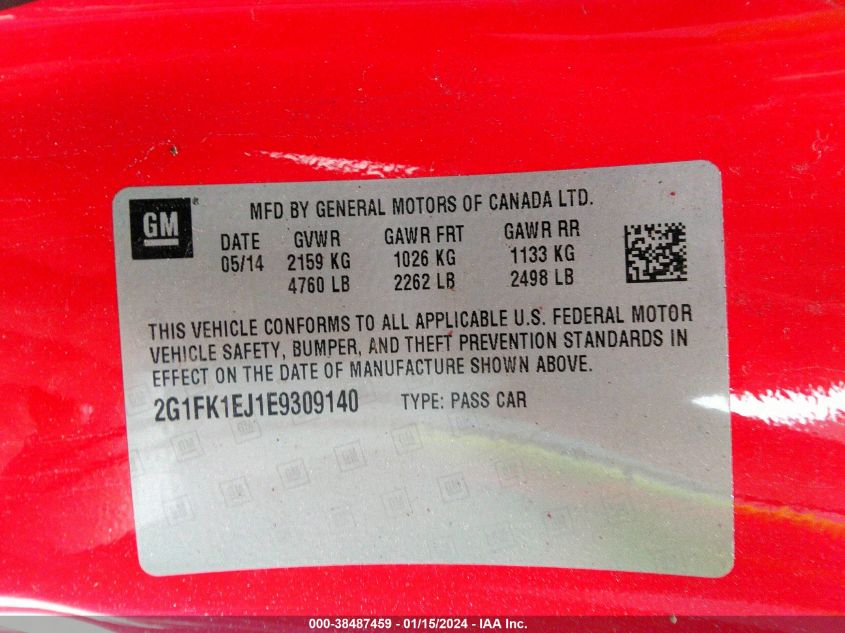 GM ®
MFD BY GENERAL MOTORS OF CANADA LTD.
DATE GVWR GAWR FRT GAWR RR
05/14 2159 KG 1026 KG 1133 KG
4760 LB 2262 LB 2498 LB
THIS VEHICLE CONFORMS TO ALL APPLICABLE U.S. FEDERAL MOTOR
VEHICLE SAFETY, BUMPER, AND THEFT PREVENTION STANDARDS IN
EFFECT ON THE DATE OF MANUFACTURE SHOWN ABOVE.
2G1FK1EJ1E9309140 TYPE: PASS CAR
000-38487459 - 01/15/2024 - IAA Inc.